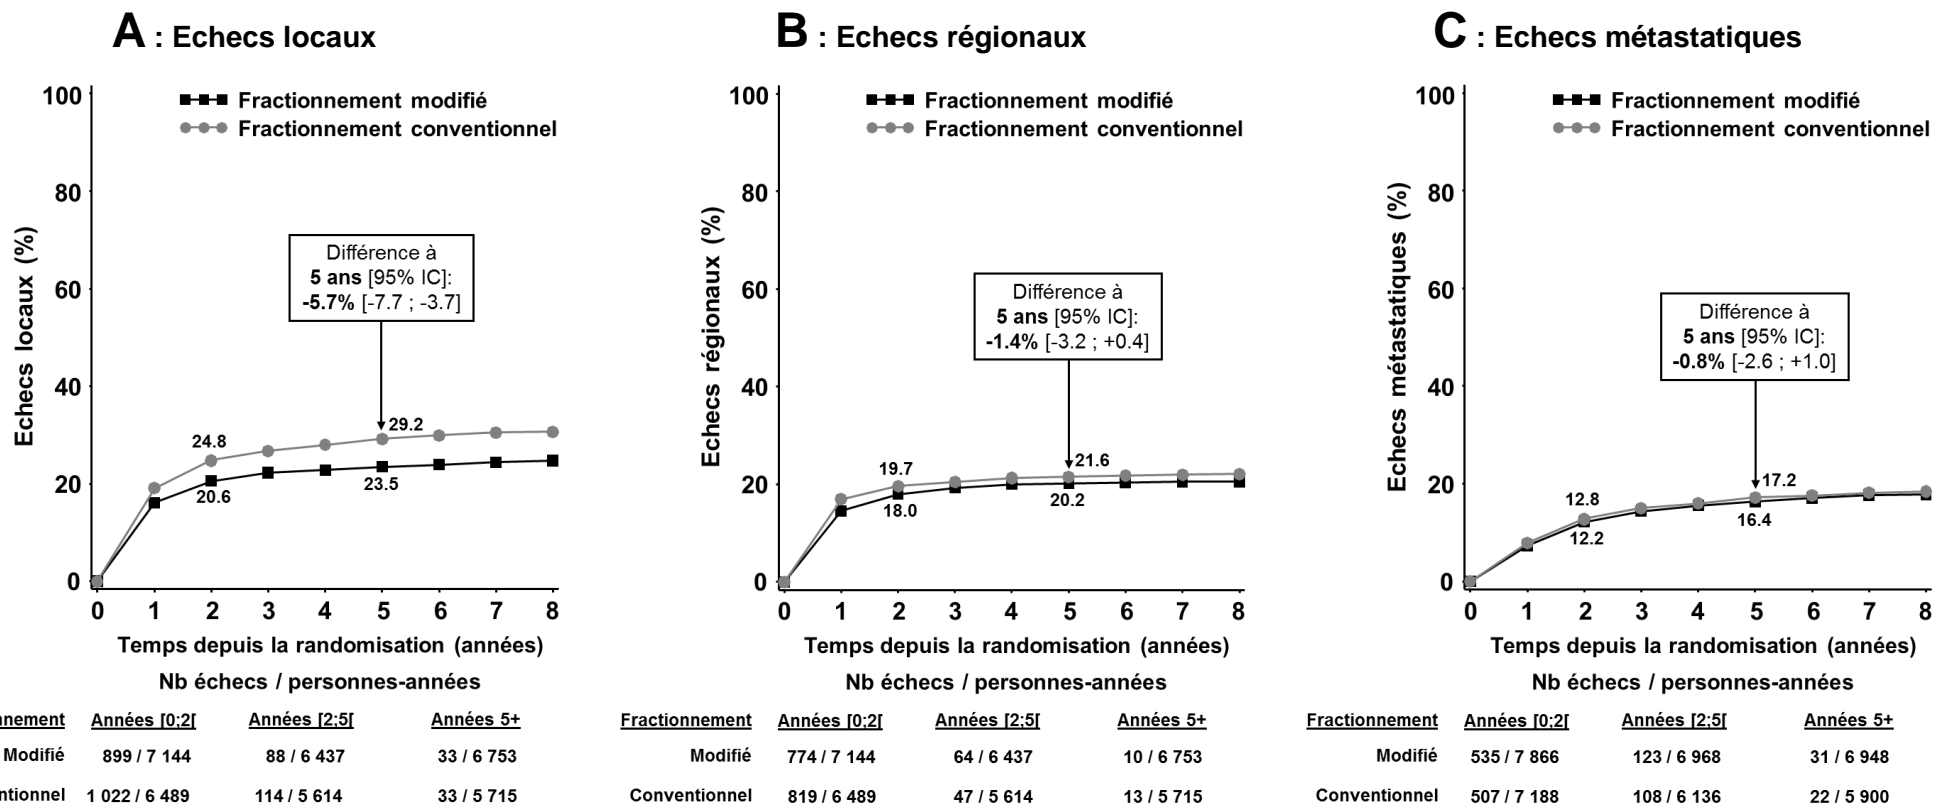 A : Echecs locaux
Fractionnement modifié
Fractionnement conventionnel
Echecs locaux (%)
100
80
60
40
20
0
Différence à
5 ans [95% IC]:
-5.7% [-7.7 ; -3.7]
24.8
29.2
20.6
23.5
0 1 2 3 4 5 6 7 8
Temps depuis la randomisation (années)
Nb échecs / personnes-années
nnement Années [0;2[ Années [2;5[ Années 5+
Modifié 899 / 7 144 88 / 6 437 33 / 6 753
ntionnel 1 022 / 6 489 114 / 5 614 33 / 5 715
B : Echecs régionaux
Fractionnement modifié
Fractionnement conventionnel
Echecs régionaux (%)
100
80
60
40
20
0
Différence à
5 ans [95% IC]:
-1.4% [-3.2 ; +0.4]
19.7
21.6
18.0
20.2
0 1 2 3 4 5 6 7 8
Temps depuis la randomisation (années)
Nb échecs / personnes-années
Fractionnement Années [0;2[ Années [2;5[ Années 5+
Modifié 774 / 7 144 64 / 6 437 10 / 6 753
Conventionnel 819 / 6 489 47 / 5 614 13 / 5 715
C : Echecs métastatiques
Fractionnement modifié
Fractionnement conventionnel
Echecs métastatiques (%)
100
80
60
40
20
0
Différence à
5 ans [95% IC]:
-0.8% [-2.6 ; +1.0]
12.8
17.2
12.2
16.4
0 1 2 3 4 5 6 7 8
Temps depuis la randomisation (années)
Nb échecs / personnes-années
Fractionnement Années [0;2[ Années [2;5[ Années 5+
Modifié 535 / 7 866 123 / 6 968 31 / 6 948
Conventionnel 507 / 7 188 108 / 6 136 22 / 5 900